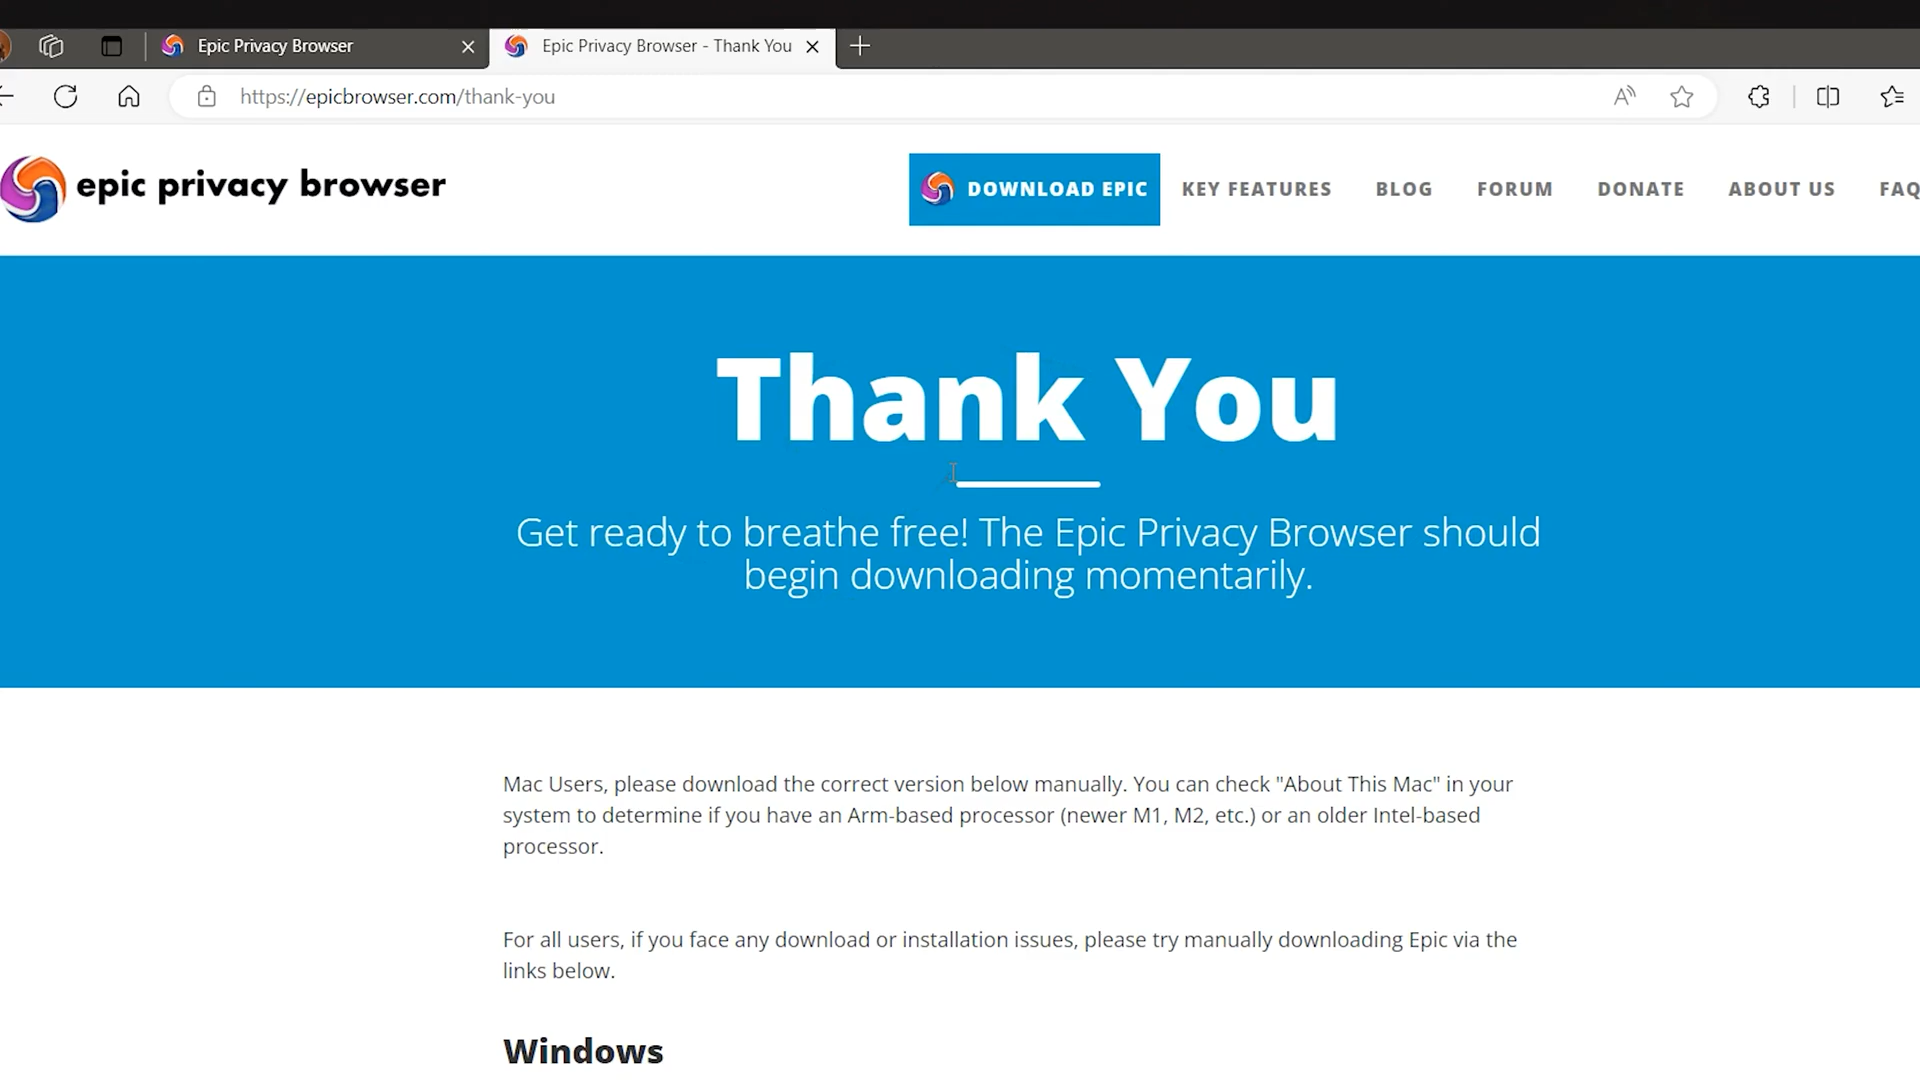 Epic Privacy Browser
Epic Privacy Browser - Thank You
https://epicbrowser.com/thank-you
epic privacy browser
DOWNLOAD EPIC
KEY FEATURES
BLOG
FORUM
DONATE
ABOUT US
FAQ
Thank You
Get ready to breathe free! The Epic Privacy Browser should
begin downloading momentarily.
Mac Users, please download the correct version below manually. You can check "About This Mac" in your
system to determine if you have an Arm-based processor (newer M1, M2, etc.) or an older Intel-based
processor.
For all users, if you face any download or installation issues, please try manually downloading Epic via the
links below.
Windows